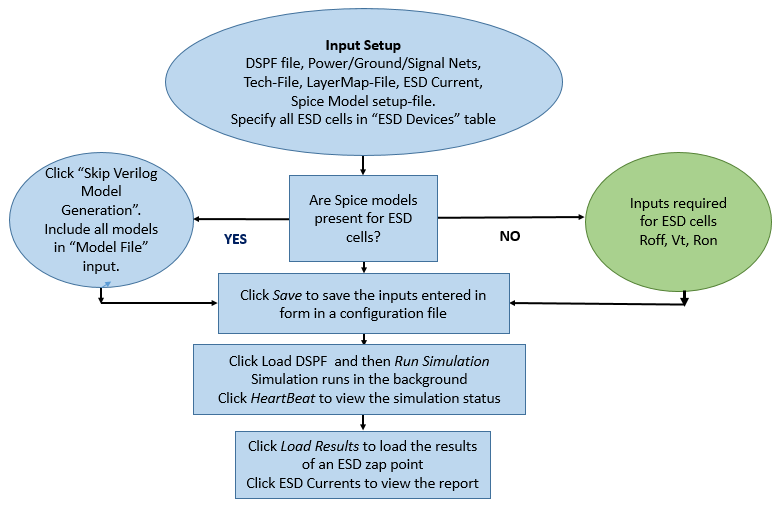 Input Setup
DSPF file, Power/Ground/Signal Nets,
Tech-File, LayerMap-File, ESD Current,
Spice Model setup-file.
Specify all ESD cells in “ESD Devices” table
Click “Skip Verilog
Model
Generation”.
Include all models
in “Model File”
input.
YES
Are Spice models
present for ESD
cells?
NO
Inputs required
for ESD cells
Roff, Vt, Ron
Click Save to save the inputs entered in
form in a configuration file
Click Load DSPF and then Run Simulation
Simulation runs in the background
Click HeartBeat to view the simulation status
Click Load Results to load the results
of an ESD zap point
Click ESD Currents to view the report